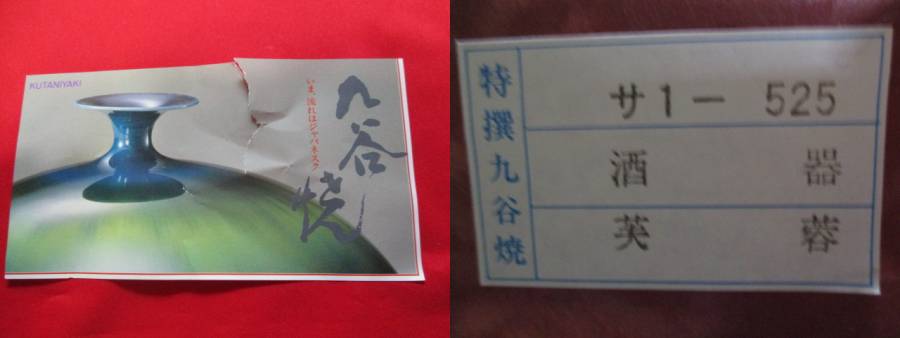 KUTANIYAKI
九谷焼
いま、流れはジャパネスク
特撰九谷焼
サ1- 525
酒 器
芙 蓉